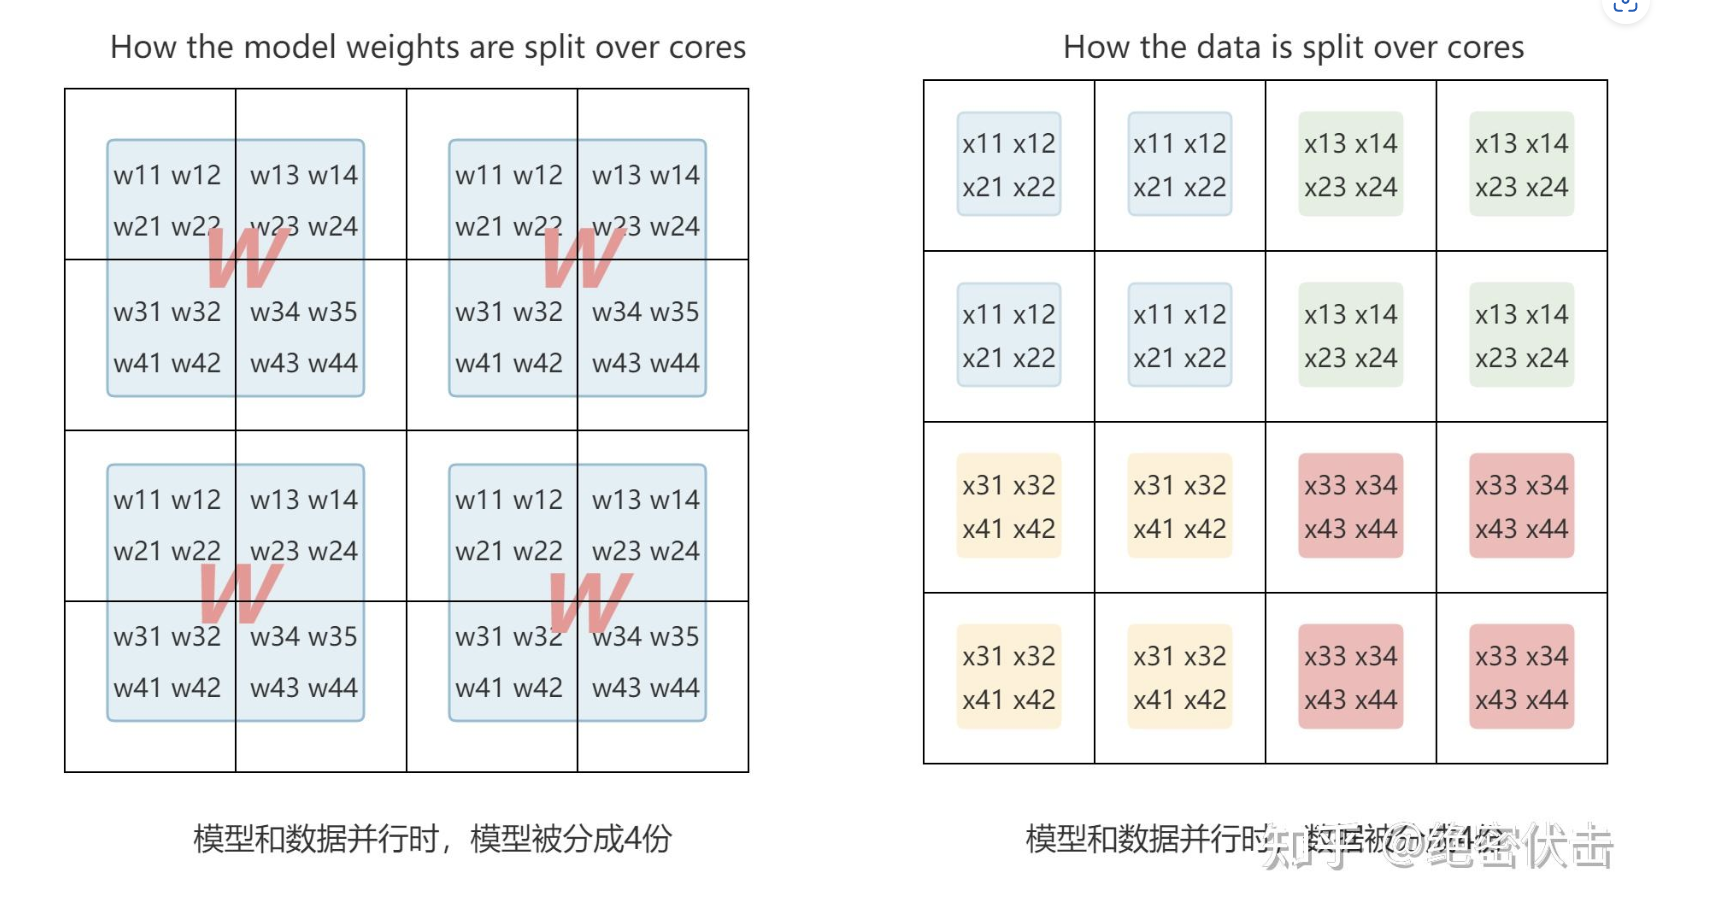 How the model weights are split over cores
w11 w12 w13 w14 w11 w12 w13 w14
w21 w22 w23 w24 w21 w22 w23 w24
W W
w31 w32 w34 w35 w31 w32 w34 w35
w41 w42 w43 w44 w41 w42 w43 w44
w11 w12 w13 w14 w11 w12 w13 w14
w21 w22 w23 w24 w21 w22 w23 w24
W W
w31 w32 w34 w35 w31 w32 w34 w35
w41 w42 w43 w44 w41 w42 w43 w44
模型和数据并行时，模型被分成4份
How the data is split over cores
x11 x12 x11 x12 x13 x14 x13 x14
x21 x22 x21 x22 x23 x24 x23 x24
x11 x12 x11 x12 x13 x14 x13 x14
x21 x22 x21 x22 x23 x24 x23 x24
x31 x32 x31 x32 x33 x34 x33 x34
x41 x42 x41 x42 x43 x44 x43 x44
x31 x32 x31 x32 x33 x34 x33 x34
x41 x42 x41 x42 x43 x44 x43 x44
模型和数据并行时，数据被分成4份
知乎 @绝密伏击